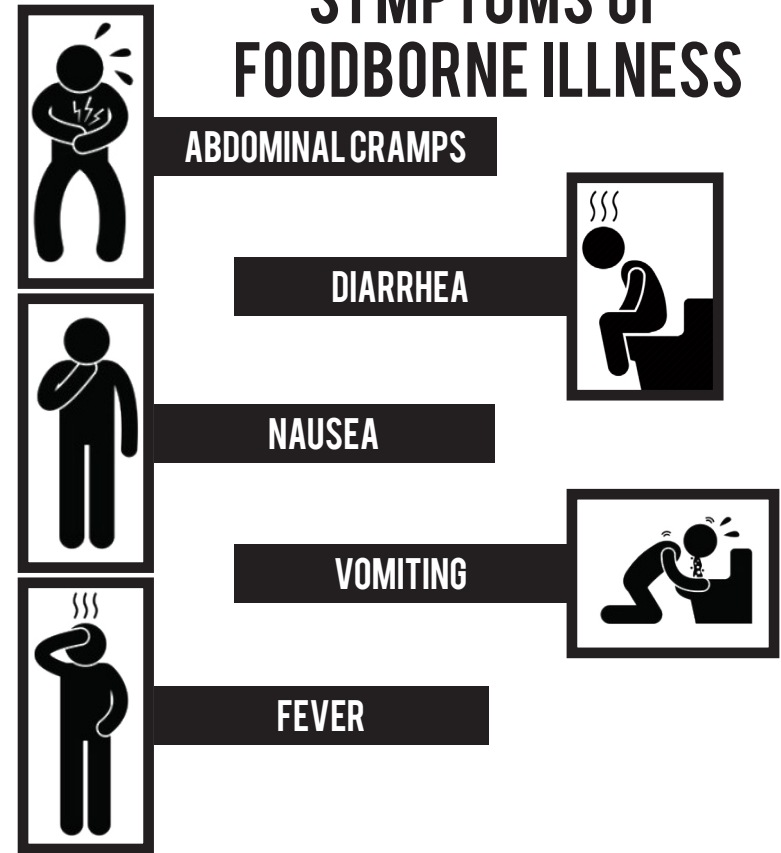 SYMPTOMS OF
FOODBORNE ILLNESS
ABDOMINAL CRAMPS
DIARRHEA
NAUSEA
VOMITING
FEVER